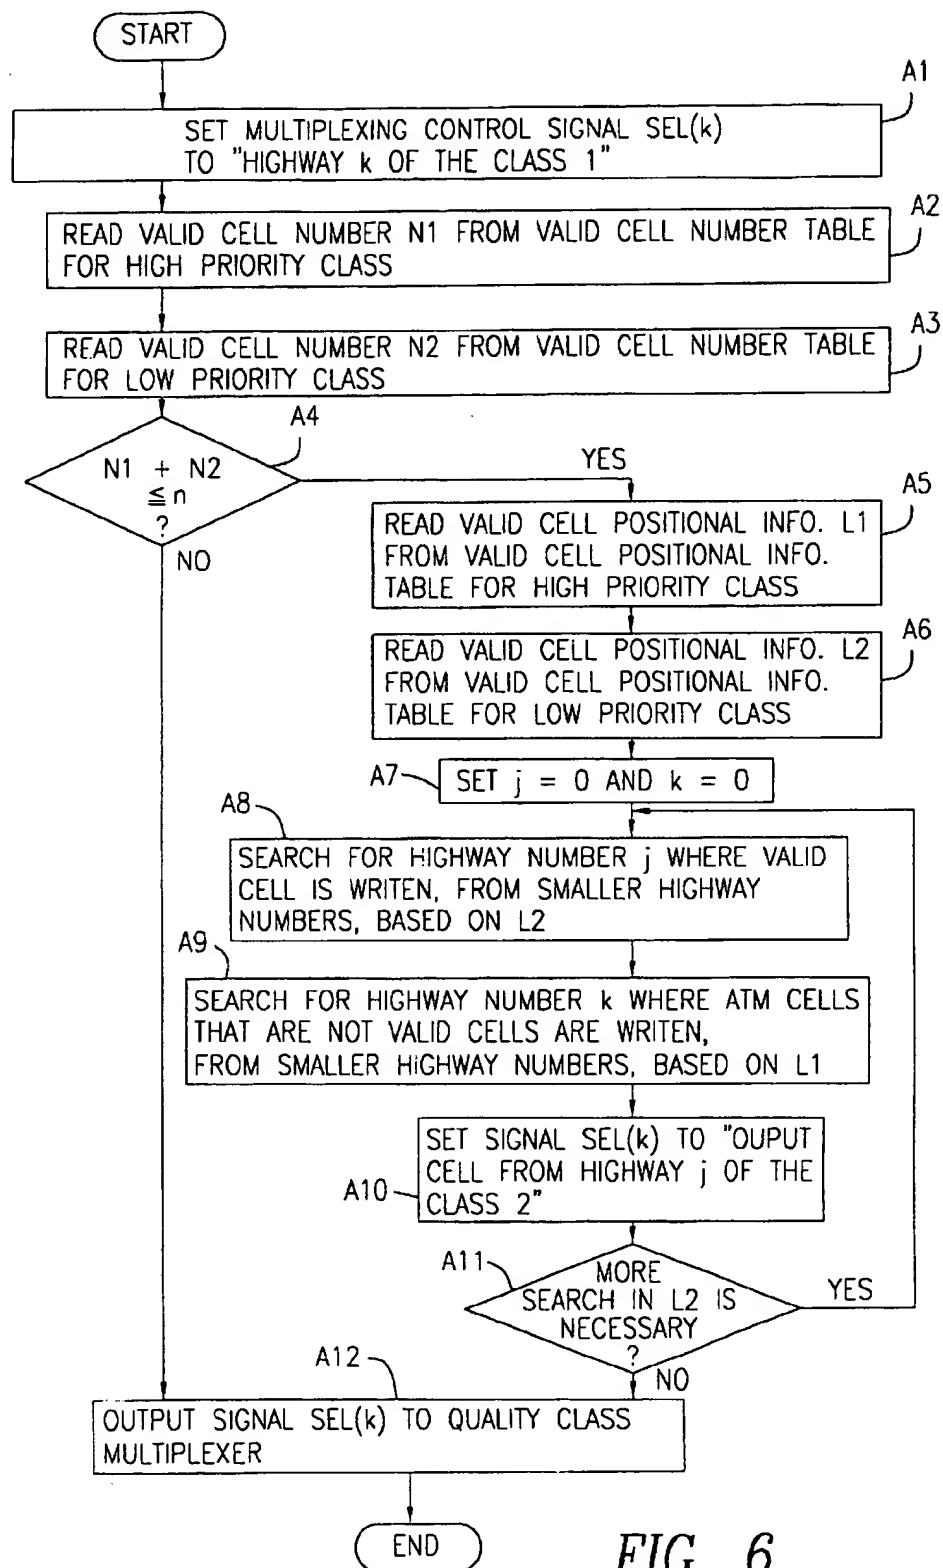 START
A1
SET MULTIPLEXING CONTROL SIGNAL SEL(k)
TO "HIGHWAY k OF THE CLASS 1"
A2
READ VALID CELL NUMBER N1 FROM VALID CELL NUMBER TABLE
FOR HIGH PRIORITY CLASS
A3
READ VALID CELL NUMBER N2 FROM VALID CELL NUMBER TABLE
FOR LOW PRIORITY CLASS
A4
N1 + N2
≦ n
?
YES
NO
A5
READ VALID CELL POSITIONAL INFO. L1
FROM VALID CELL POSITIONAL INFO.
TABLE FOR HIGH PRIORITY CLASS
A6
READ VALID CELL POSITIONAL INFO. L2
FROM VALID CELL POSITIONAL INFO.
TABLE FOR LOW PRIORITY CLASS
A7
SET j = 0 AND k = 0
A8
SEARCH FOR HIGHWAY NUMBER j WHERE VALID
CELL IS WRITEN, FROM SMALLER HIGHWAY
NUMBERS, BASED ON L2
A9
SEARCH FOR HIGHWAY NUMBER k WHERE ATM CELLS
THAT ARE NOT VALID CELLS ARE WRITEN,
FROM SMALLER HIGHWAY NUMBERS, BASED ON L1
A10
SET SIGNAL SEL(k) TO "OUPUT
CELL FROM HIGHWAY j OF THE
CLASS 2"
A11
MORE
SEARCH IN L2 IS
NECESSARY
?
YES
NO
A12
OUTPUT SIGNAL SEL(k) TO QUALITY CLASS
MULTIPLEXER
END
FIG. 6